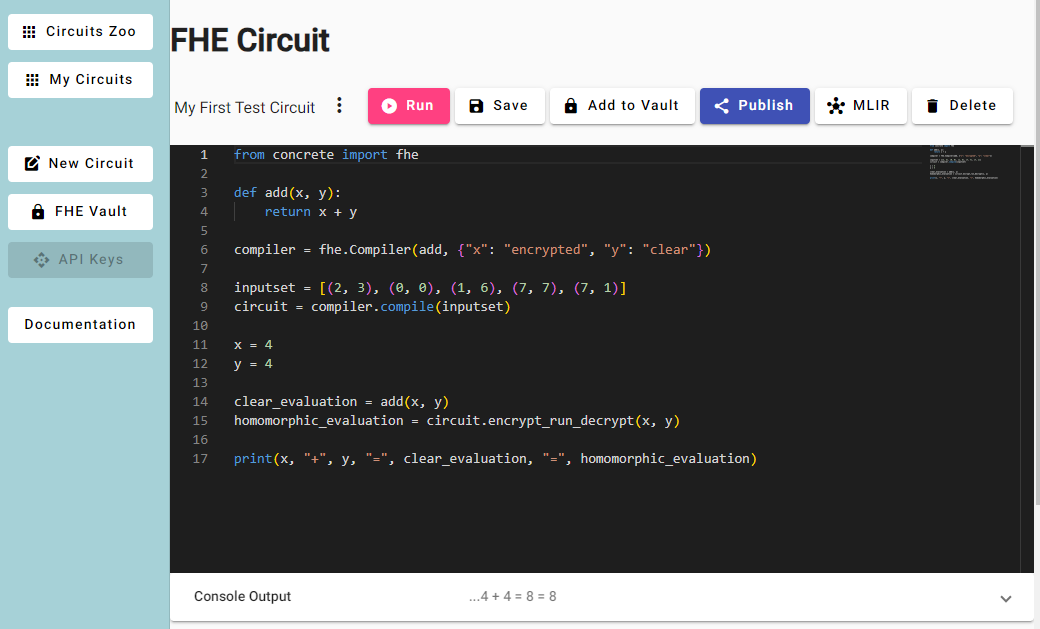 Circuits Zoo
My Circuits
New Circuit
FHE Vault
API Keys
Documentation
FHE Circuit
My First Test Circuit
Run
Save
Add to Vault
Publish
MLIR
Delete
1 from concrete import fhe
2
3 def add(x, y):
4     return x + y
5
6 compiler = fhe.Compiler(add, {"x": "encrypted", "y": "clear"})
7
8 inputset = [(2, 3), (0, 0), (1, 6), (7, 7), (7, 1)]
9 circuit = compiler.compile(inputset)
10
11 x = 4
12 y = 4
13
14 clear_evaluation = add(x, y)
15 homomorphic_evaluation = circuit.encrypt_run_decrypt(x, y)
16
17 print(x, "+", y, "=", clear_evaluation, "=", homomorphic_evaluation)
Console Output ...4 + 4 = 8 = 8